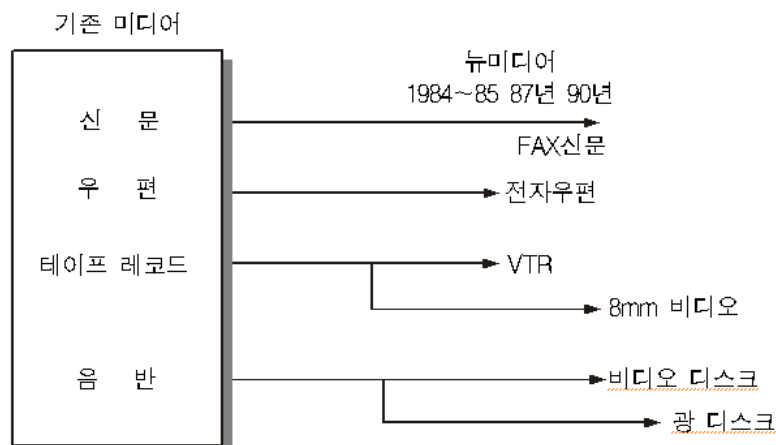 기존 미디어
뉴미디어
1984~85 87년 90년
신 문
FAX신문
우 편
전자우편
테이프 레코드
VTR
8mm 비디오
음 반
비디오 디스크
광 디스크